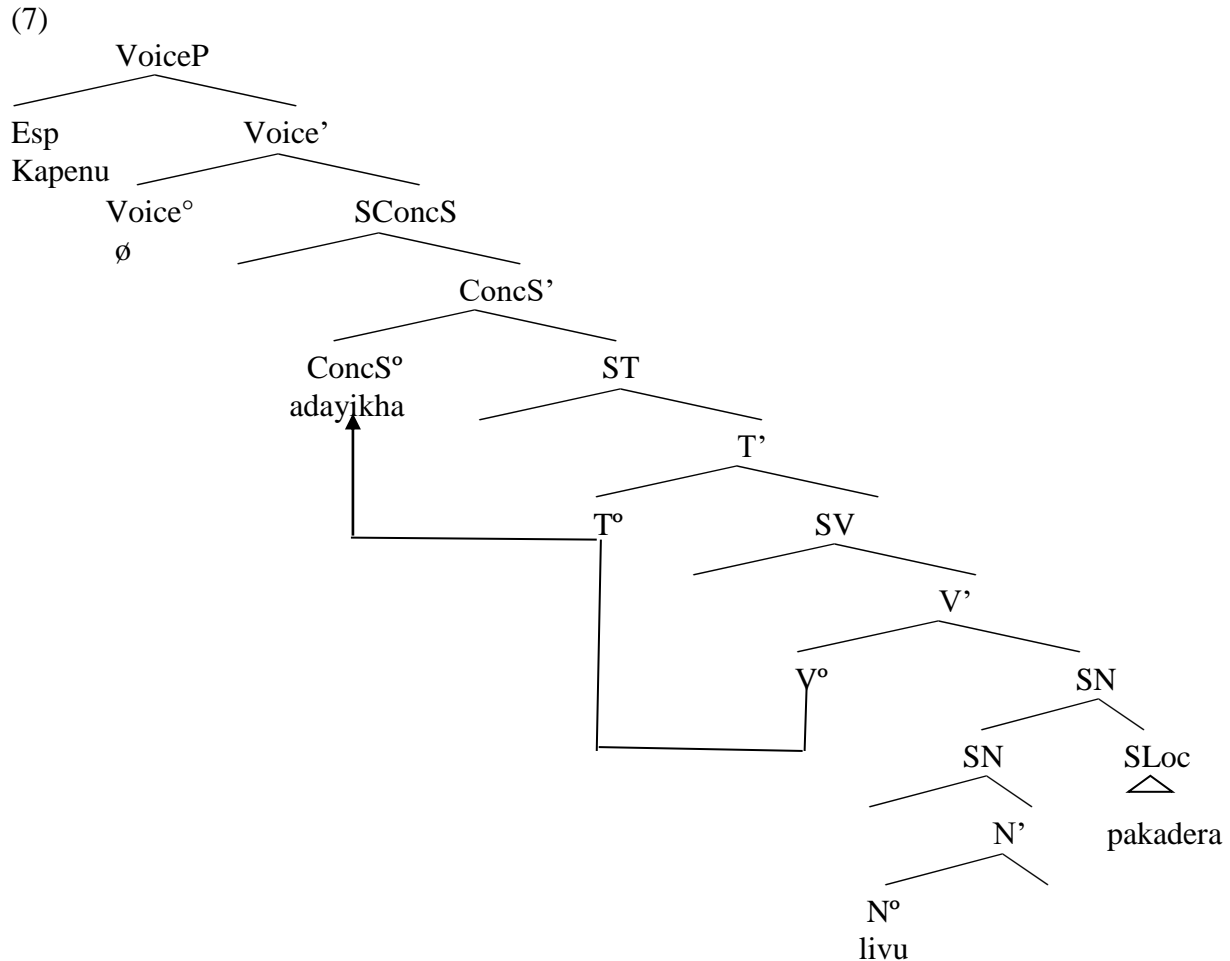 (7)
VoiceP
Esp Voice’
Kapenu
Voice° SConcS
ø
ConcS’
ConcSº ST
adayikha
T’
Tº SV
V’
Vº SN
SN SLoc
N’ pakadera
Nº
livu